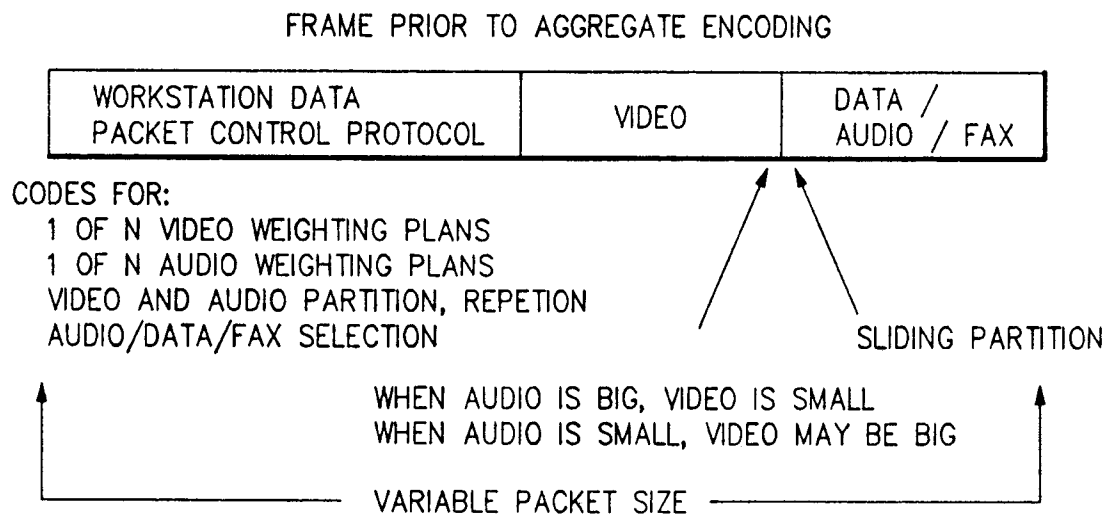 FRAME PRIOR TO AGGREGATE ENCODING
WORKSTATION DATA
PACKET CONTROL PROTOCOL
VIDEO
DATA /
AUDIO / FAX
CODES FOR:
1 OF N VIDEO WEIGHTING PLANS
1 OF N AUDIO WEIGHTING PLANS
VIDEO AND AUDIO PARTITION, REPETION
AUDIO/DATA/FAX SELECTION
SLIDING PARTITION
WHEN AUDIO IS BIG, VIDEO IS SMALL
WHEN AUDIO IS SMALL, VIDEO MAY BE BIG
VARIABLE PACKET SIZE